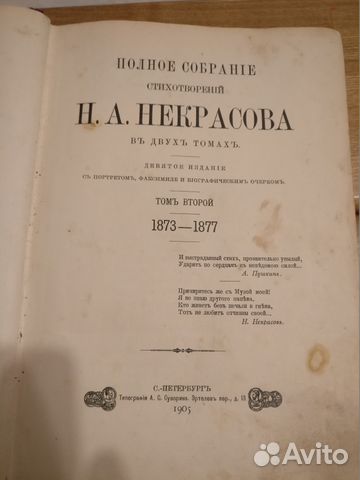 ПОЛНОЕ СОБРАНІЕ
СТИХОТВОРЕНІЙ
Н. А. НЕКРАСОВА
ВЪ ДВУХЪ ТОМАХЪ.
ДЕВЯТОЕ ИЗДАНІЕ
СЪ ПОРТРЕТОМЪ, ФАКСИМИЛЕ И БІОГРАФИЧЕСКИМЪ ОЧЕРКОМЪ.
ТОМЪ ВТОРОЙ
1873—1877
И выстраданный стихъ, пронзительно унылый,
Ударитъ по сердцамъ съ невѣдомою силой...
А. Пушкинъ.
Примиритесь же съ Музой моей!
Я не знаю другого напѣва,
Кто живетъ безъ печали и гнѣва,
Тотъ не любитъ отчизны своей...
Н. Некрасовъ.
С.-ПЕТЕРБУРГЪ
Типографія А. С. Суворина. Эртелевъ пер., д. 13
1905
Avito